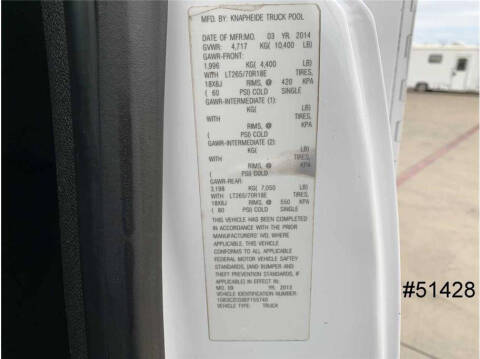 MFD. BY: KNAPHEIDE TRUCK POOL
DATE OF MFR:MO. 03 YR. 2014
GVWR: 4,717 KG( 10,400 LB)
GAWR-FRONT:
1,996 KG( 4,400 LB)
WITH LT265/70R18E TIRES,
18X8J RIMS, @ 420 KPA
( 60 PSI) COLD SINGLE
GAWR-INTERMEDIATE (1):
KG( LB)
WITH TIRES,
RIMS, @ KPA
( PSI) COLD
GAWR-INTERMEDIATE (2):
KG( LB)
WITH TIRES,
RIMS, @ KPA
( PSI) COLD
GAWR-REAR:
3,198 KG( 7,050 LB)
WITH LT265/70R18E TIRES,
18X8J RIMS, @ 550 KPA
( 80 PSI) COLD SINGLE
THIS VEHICLE HAS BEEN COMPLETED
IN ACCORDANCE WITH THE PRIOR
MANUFACTURERS' IVD, WHERE
APPLICABLE, THIS VEHICLE
CONFORMS TO ALL APPLICABLE
FEDERAL MOTOR VEHICLE SAFTEY
STANDARDS, (AND BUMPER AND
THEFT STANDARDS, IF
APPLICABLE) IN EFFECT IN:
MO. 09 YR. 2013
VEHICLE IDENTIFICATION NUMBER:
VEHICLE TYPE: TRUCK
#51428